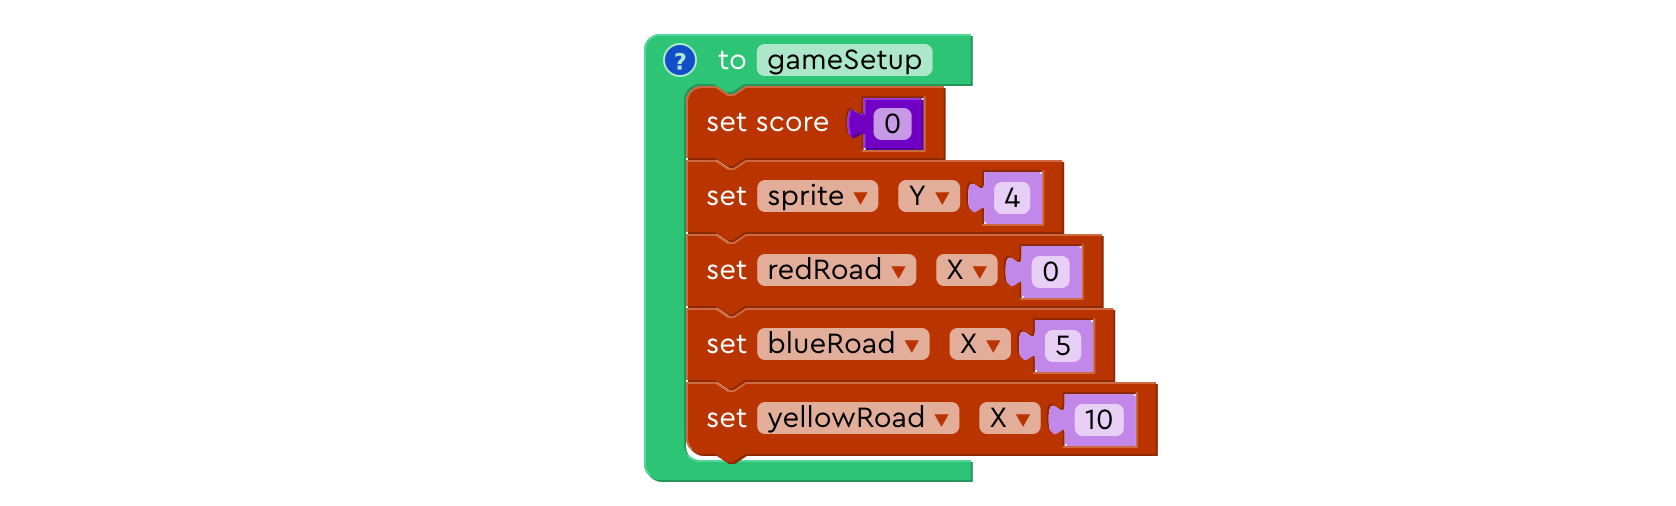 ? to gameSetup
set score 0
set sprite ▼ Y ▼ 4
set redRoad ▼ X ▼ 0
set blueRoad ▼ X ▼ 5
set yellowRoad ▼ X ▼ 10